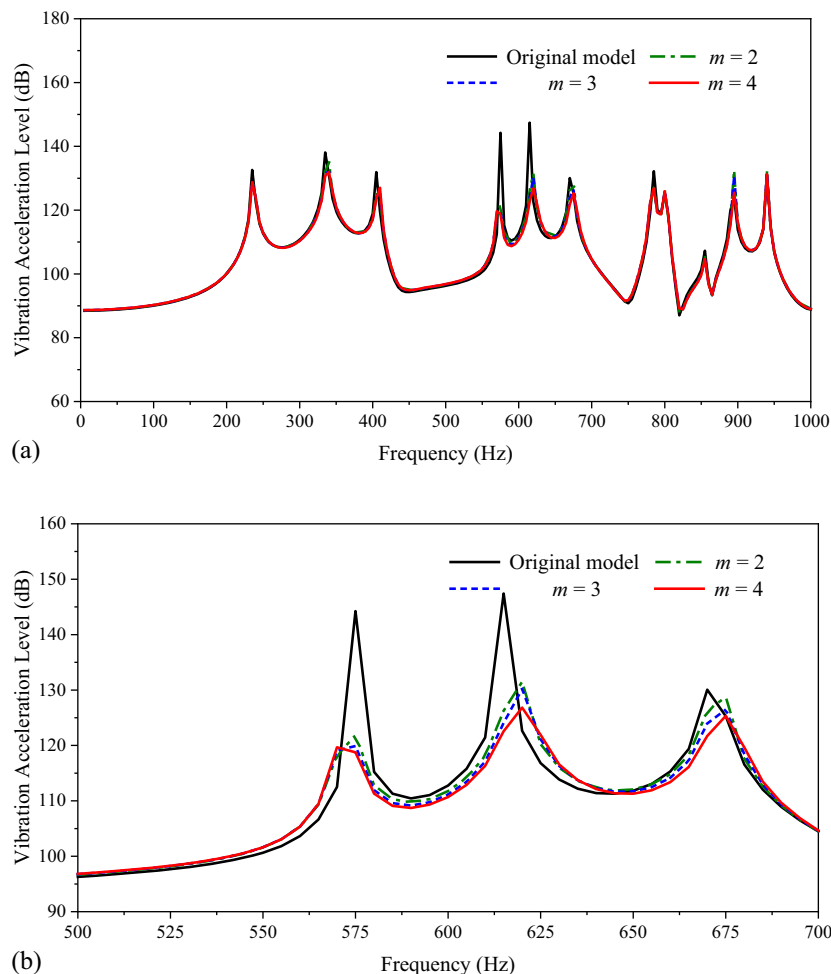 180
160
140
120
100
80
60
Vibration Acceleration Level (dB)
Original model
m = 2
m = 3
m = 4
0 100 200 300 400 500 600 700 800 900 1000
Frequency (Hz)
(a)
160
150
140
130
120
110
100
90
Vibration Acceleration Level (dB)
Original model
m = 2
m = 3
m = 4
500 525 550 575 600 625 650 675 700
Frequency (Hz)
(b)